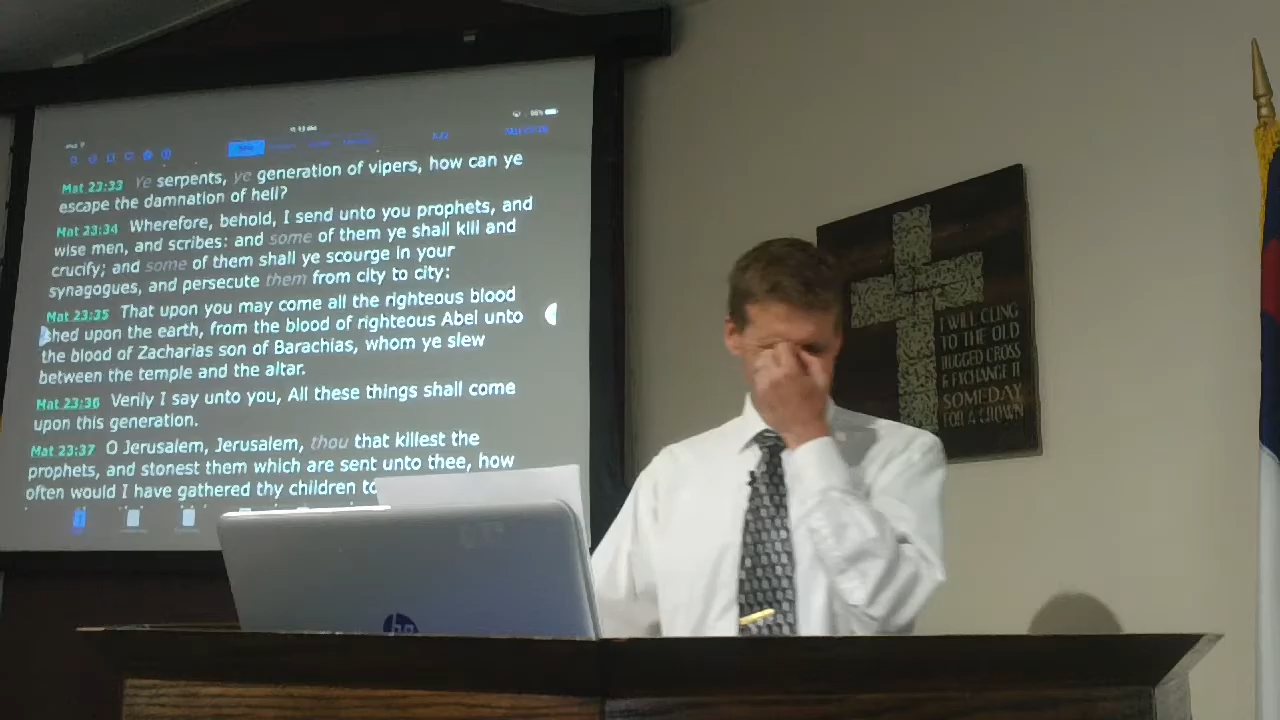 Mat 23:33 Ye serpents, ye generation of vipers, how can ye
escape the damnation of hell?
Mat 23:34 Wherefore, behold, I send unto you prophets, and
wise men, and scribes: and some of them ye shall kill and
crucify; and some of them shall ye scourge in your
synagogues, and persecute them from city to city:
Mat 23:35 That upon you may come all the righteous blood
shed upon the earth, from the blood of righteous Abel unto
the blood of Zacharias son of Barachias, whom ye slew
between the temple and the altar.
Mat 23:36 Verily I say unto you, All these things shall come
upon this generation.
Mat 23:37 O Jerusalem, Jerusalem, thou that killest the
prophets, and stonest them which are sent unto thee, how
often would I have gathered thy children to
hp
I WILL CLING
TO THE OLD
RUGGED CROSS
& EXCHANGE IT
SOMEDAY
FOR A CROWN